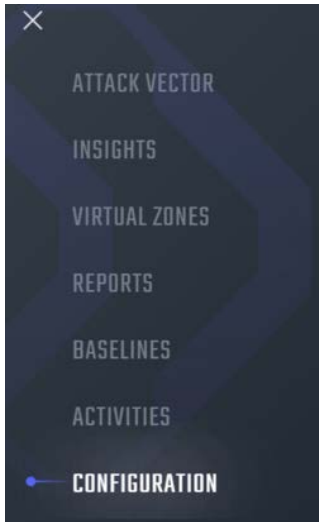 ATTACK VECTOR
INSIGHTS
VIRTUAL ZONES
REPORTS
BASELINES
ACTIVITIES
CONFIGURATION